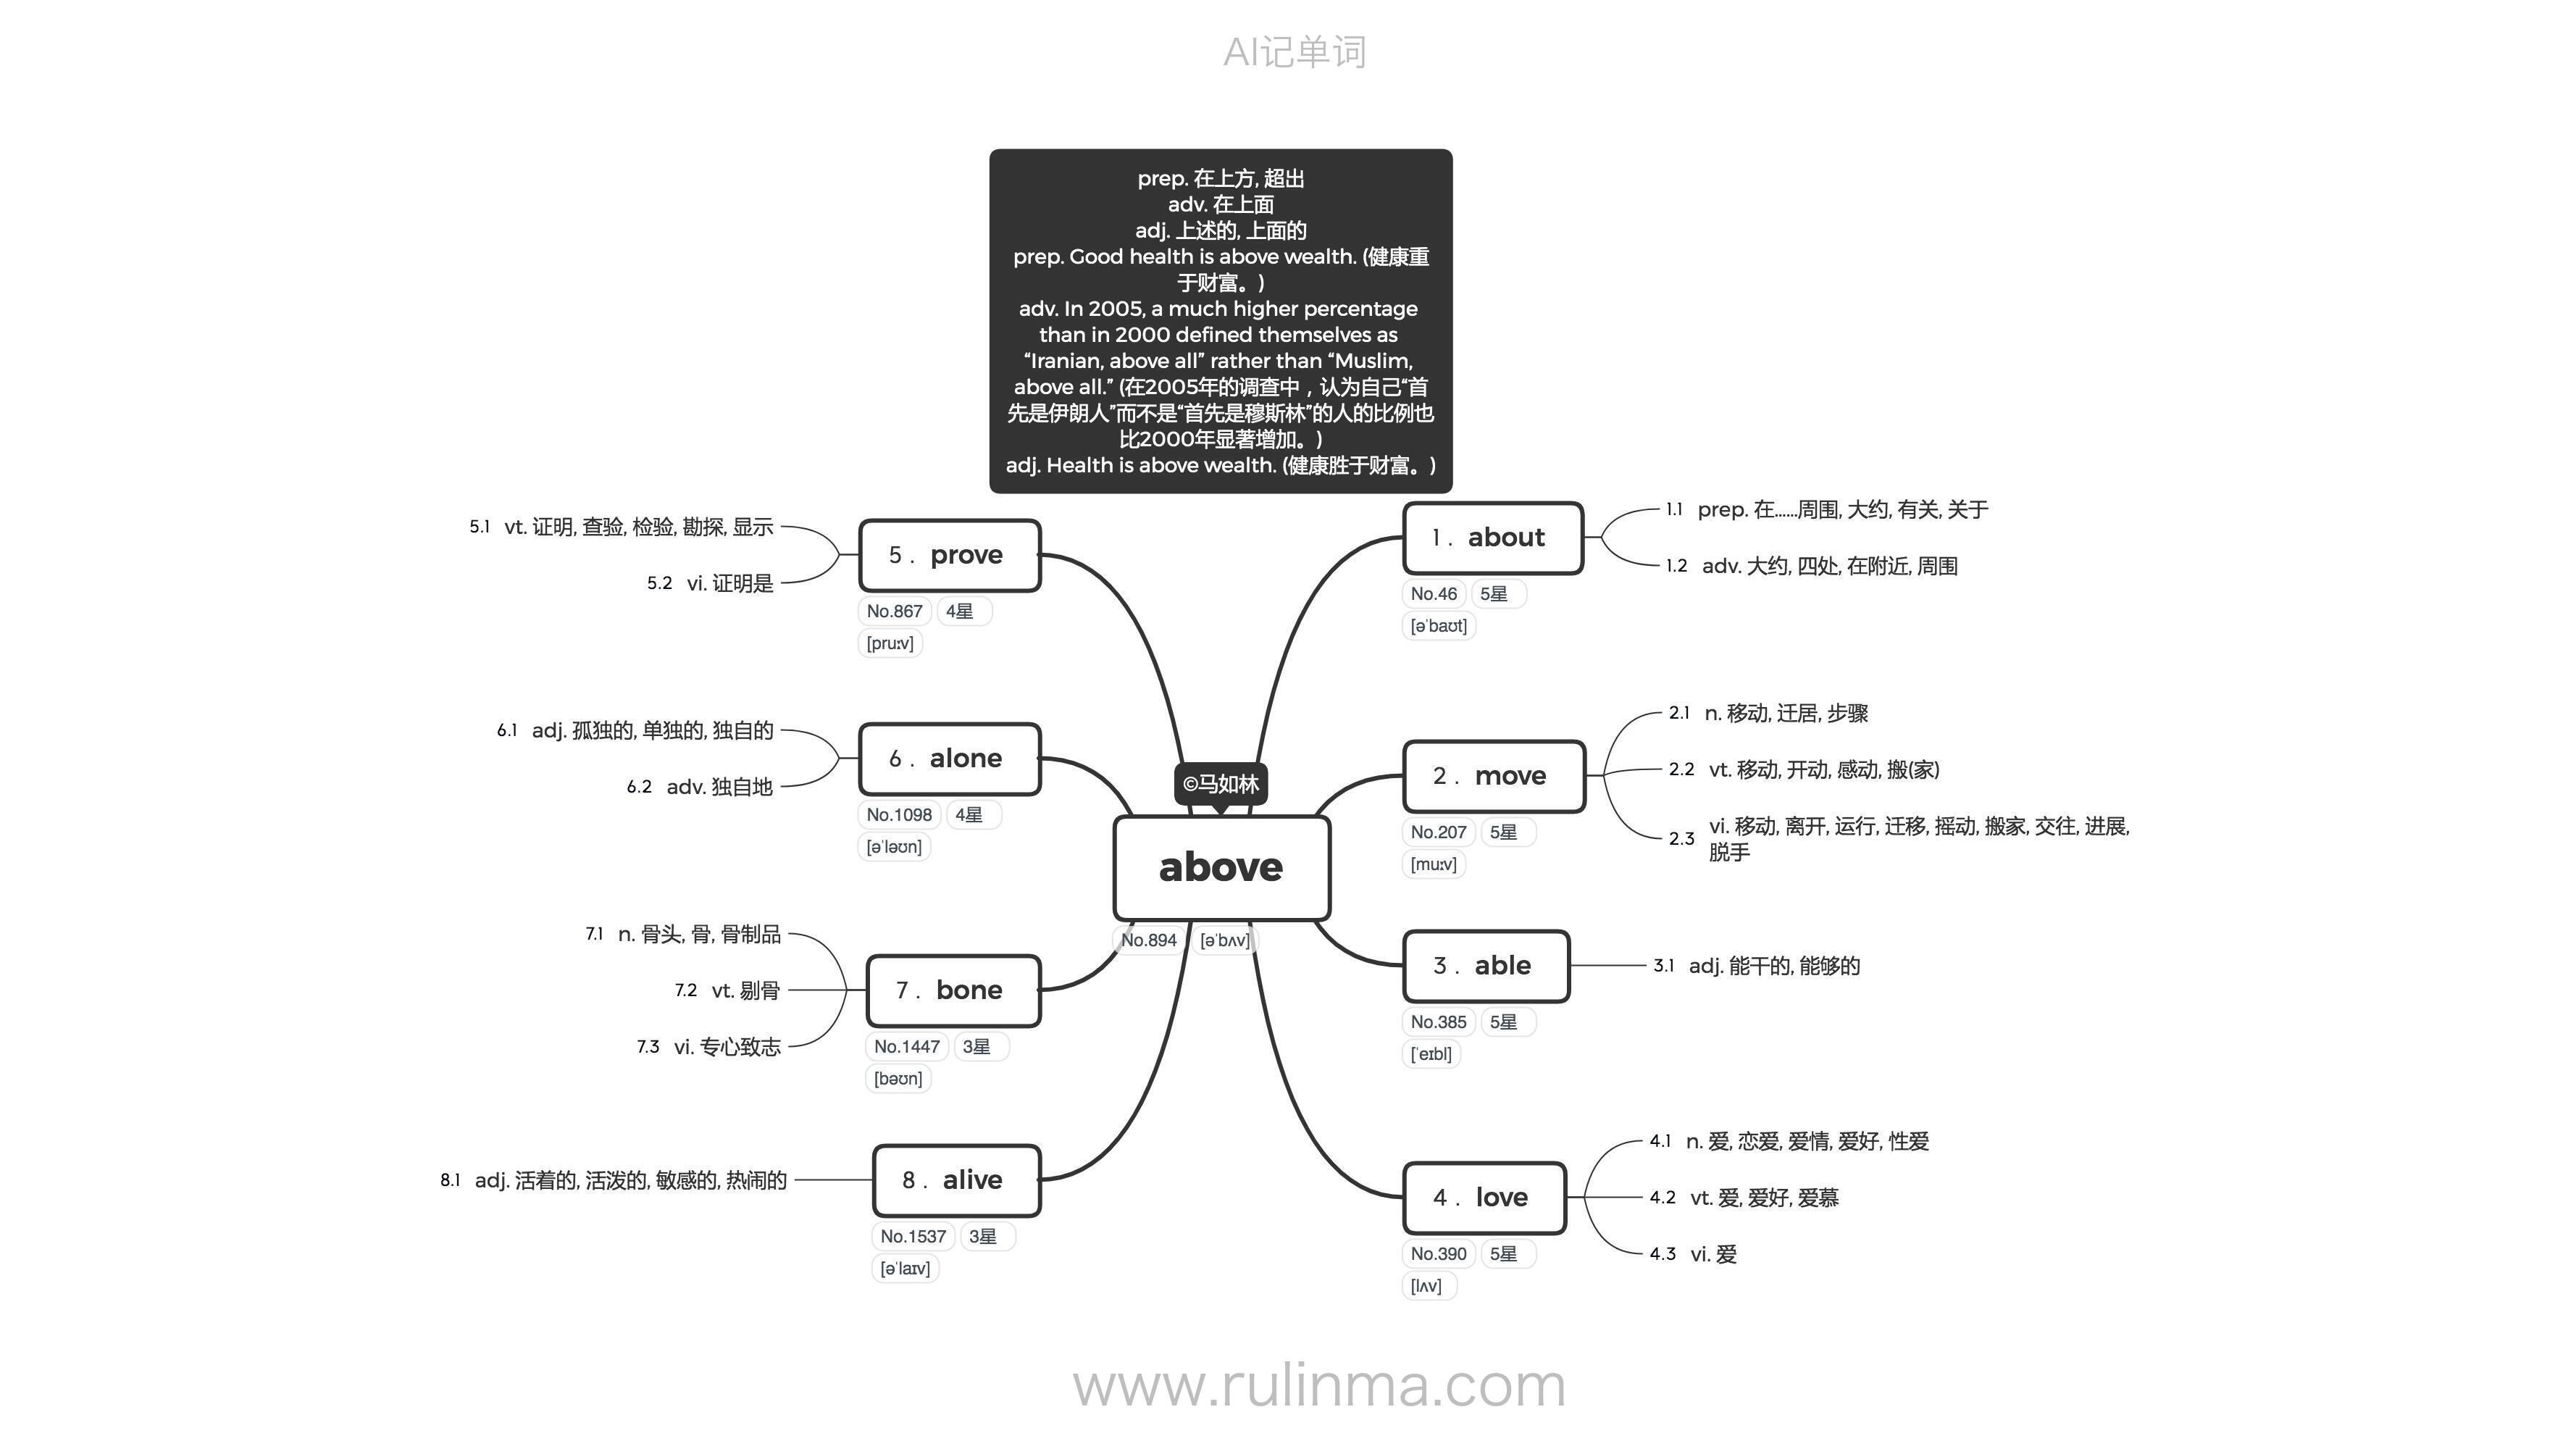 AI记单词
prep. 在上方, 超出
adv. 在上面
adj. 上述的, 上面的
prep. Good health is above wealth. (健康重
于财富。)
adv. In 2005, a much higher percentage
than in 2000 defined themselves as
“Iranian, above all” rather than “Muslim,
above all.” (在2005年的调查中，认为自己“首
先是伊朗人”而不是“首先是穆斯林”的人的比例也
比2000年显著增加。)
adj. Health is above wealth. (健康胜于财富。)
©马如林
above
No.894 [əˈbʌv]
1. about
No.46 5星
[əˈbaʊt]
1.1 prep. 在……周围, 大约, 有关, 关于
1.2 adv. 大约, 四处, 在附近, 周围
2. move
No.207 5星
[muːv]
2.1 n. 移动, 迁居, 步骤
2.2 vt. 移动, 开动, 感动, 搬(家)
2.3 vi. 移动, 离开, 运行, 迁移, 摇动, 搬家, 交往, 进展,
脱手
3. able
No.385 5星
[ˈeɪbl]
3.1 adj. 能干的, 能够的
4. love
No.390 5星
[lʌv]
4.1 n. 爱, 恋爱, 爱情, 爱好, 性爱
4.2 vt. 爱, 爱好, 爱慕
4.3 vi. 爱
5. prove
No.867 4星
[pruːv]
5.1 vt. 证明, 查验, 检验, 勘探, 显示
5.2 vi. 证明是
6. alone
No.1098 4星
[əˈləʊn]
6.1 adj. 孤独的, 单独的, 独自的
6.2 adv. 独自地
7. bone
No.1447 3星
[bəʊn]
7.1 n. 骨头, 骨, 骨制品
7.2 vt. 剔骨
7.3 vi. 专心致志
8. alive
No.1537 3星
[əˈlaɪv]
8.1 adj. 活着的, 活泼的, 敏感的, 热闹的
www.rulinma.com